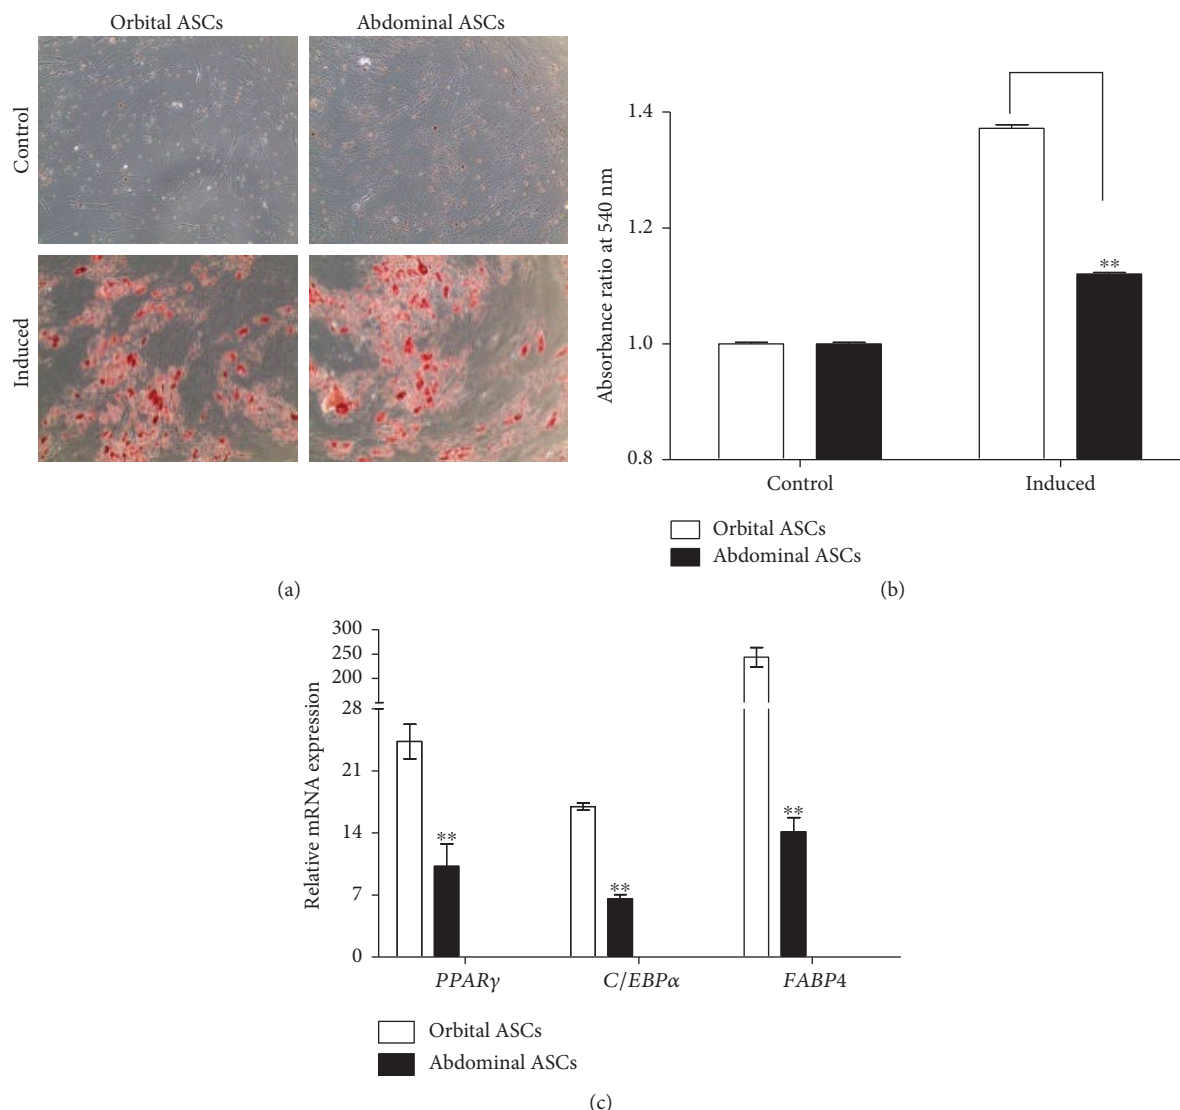 Orbital ASCs
Abdominal ASCs
Control
Induced
(a)
Absorbance ratio at 540 nm
1.4
1.2
1.0
0.8
**
Control
Induced
Orbital ASCs
Abdominal ASCs
(b)
Relative mRNA expression
300
250
200
28
21
14
7
0
**
**
**
PPARγ
C/EBPα
FABP4
Orbital ASCs
Abdominal ASCs
(c)